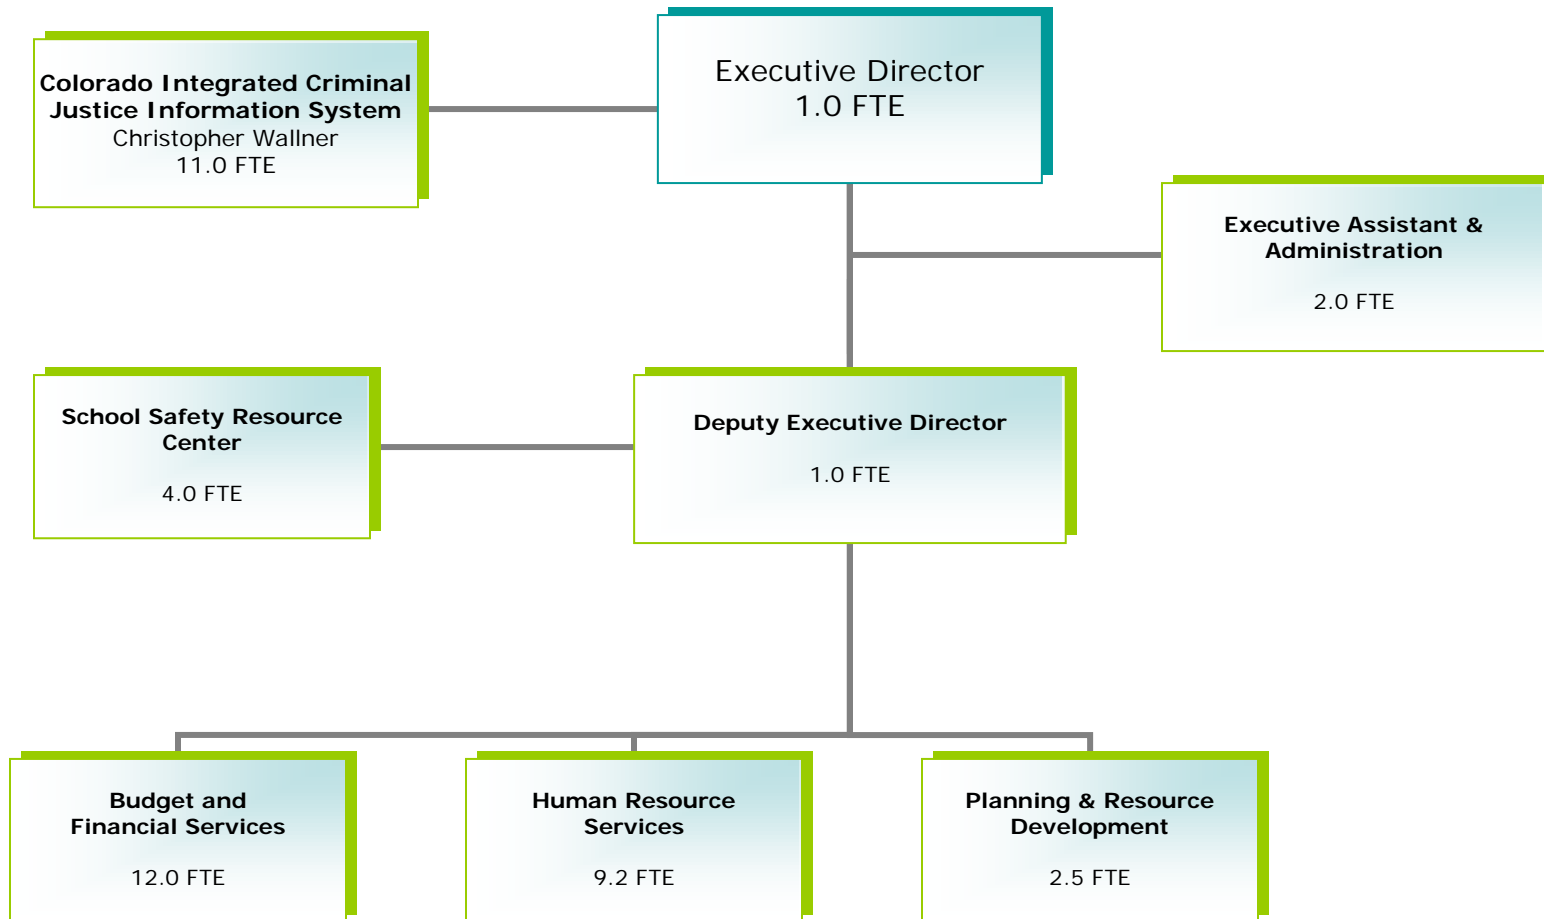 Colorado Integrated Criminal
Justice Information System
Christopher Wallner
11.0 FTE
Executive Director
1.0 FTE
Executive Assistant &
Administration
2.0 FTE
School Safety Resource
Center
4.0 FTE
Deputy Executive Director
1.0 FTE
Budget and
Financial Services
12.0 FTE
Human Resource
Services
9.2 FTE
Planning & Resource
Development
2.5 FTE